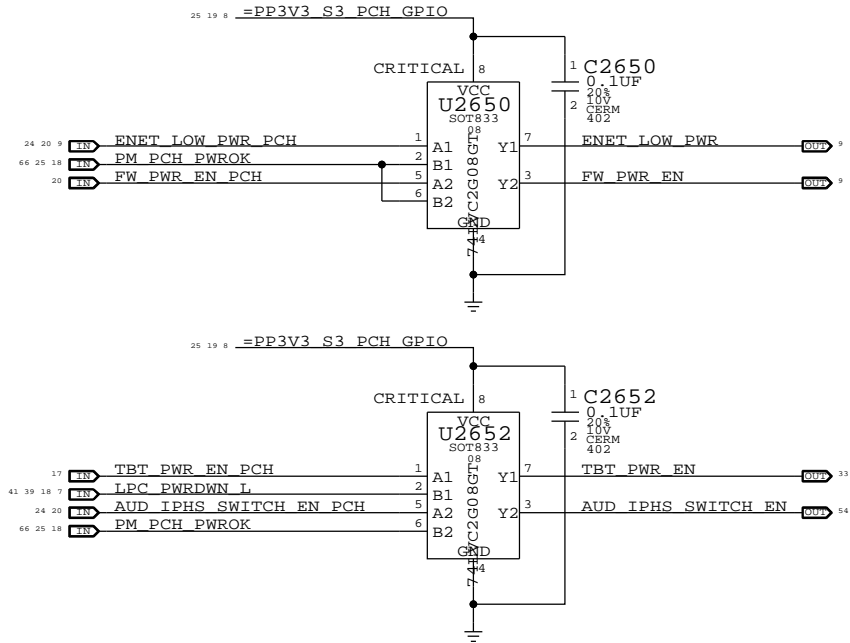 25 19 8 =PP3V3_S3_PCH_GPIO
CRITICAL 8
VCC
U2650
SOT833
08
74LVC2G08GT
1 C2650
0.1UF
20%
10V
2 CERM
402
24 20 9 IN ENET_LOW_PWR_PCH 1 A1 Y1 7 ENET_LOW_PWR OUT 9
66 25 18 IN PM_PCH_PWROK 2 B1
20 IN FW_PWR_EN_PCH 5 A2 Y2 3 FW_PWR_EN OUT 9
6 B2
GND
4
25 19 8 =PP3V3_S3_PCH_GPIO
CRITICAL 8
VCC
U2652
SOT833
08
74LVC2G08GT
1 C2652
0.1UF
20%
10V
2 CERM
402
17 IN TBT_PWR_EN_PCH 1 A1 Y1 7 TBT_PWR_EN OUT 33
41 39 18 7 IN LPC_PWRDWN_L 2 B1
24 20 IN AUD_IPHS_SWITCH_EN_PCH 5 A2 Y2 3 AUD_IPHS_SWITCH_EN OUT 54
66 25 18 IN PM_PCH_PWROK 6 B2
GND
4